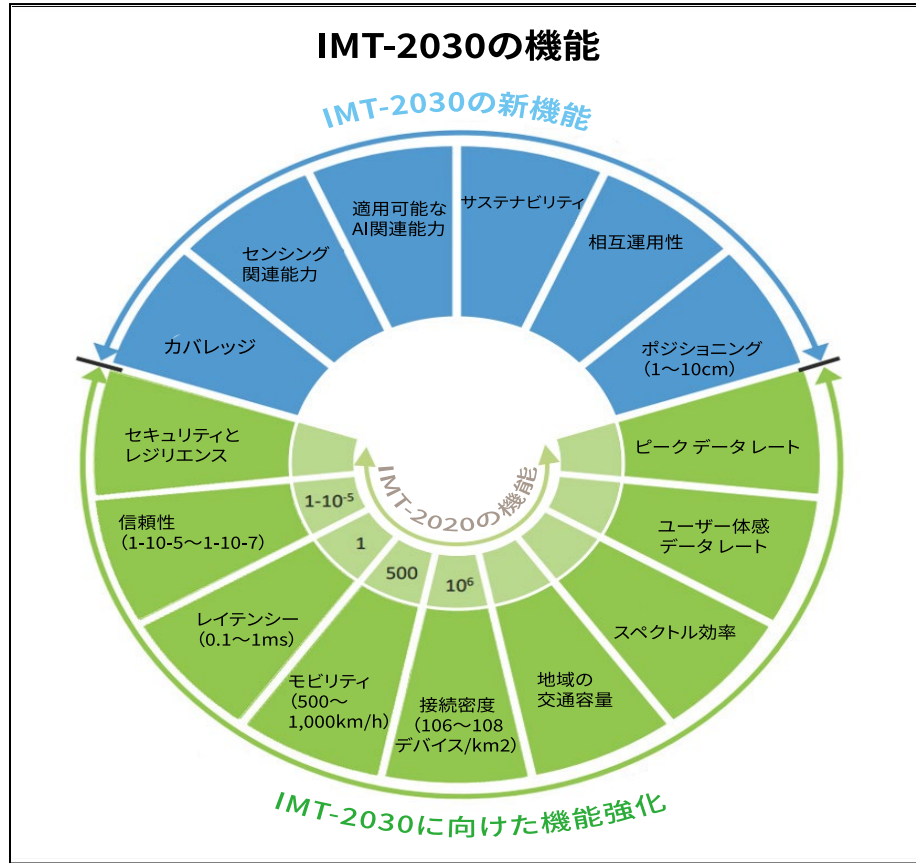 IMT-2030の機能
IMT-2030の新機能
カバレッジ
センシング
関連能力
適用可能な
AI関連能力
サステナビリティ
相互運用性
ポジショニング
(1〜10cm)
セキュリティと
レジリエンス
信頼性
(1-10-5〜1-10-7)
レイテンシー
(0.1〜1ms)
モビリティ
(500〜
1,000km/h)
接続密度
(106〜108
デバイス/km2)
地域の
交通容量
スペクトル効率
ユーザー体感
データ レート
ピーク データ レート
IMT-2020の機能
1-10⁻⁵
1
500
10⁶
IMT-2030に向けた機能強化